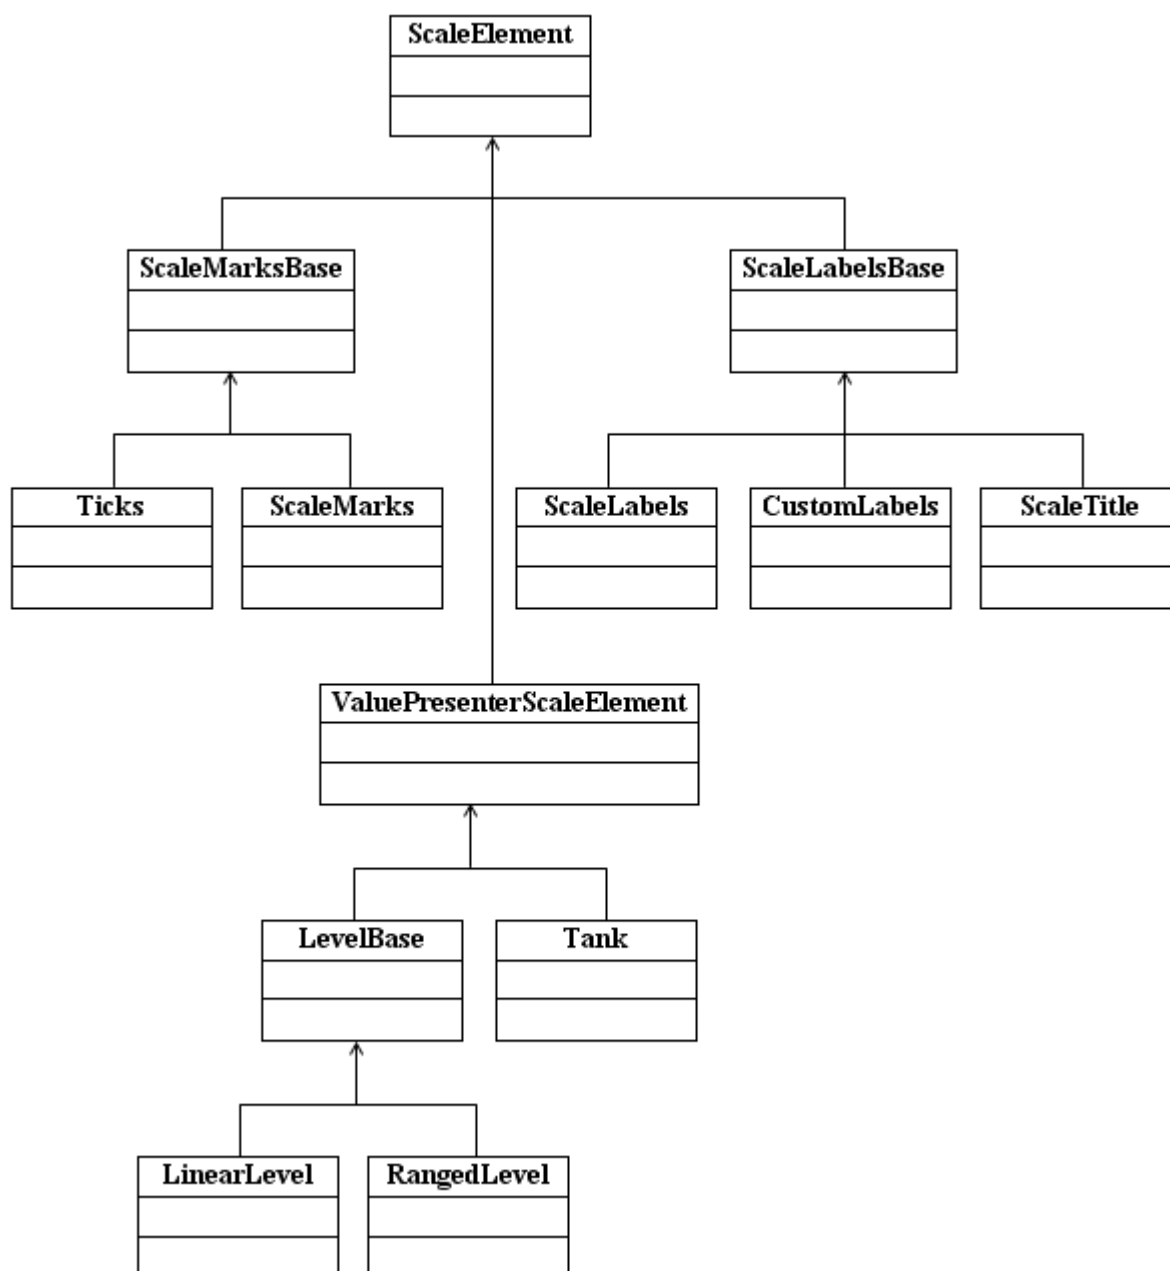 ScaleElement
ScaleMarksBase
ScaleLabelsBase
Ticks
ScaleMarks
ScaleLabels
CustomLabels
ScaleTitle
ValuePresenterScaleElement
LevelBase
Tank
LinearLevel
RangedLevel